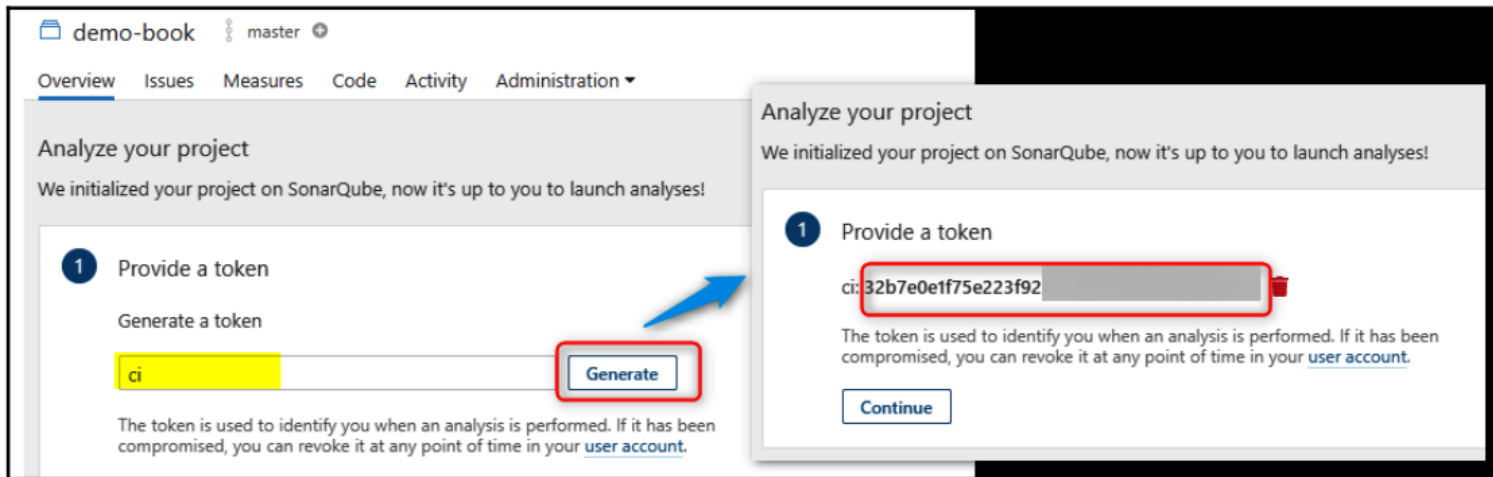 demo-book master
Overview Issues Measures Code Activity Administration
Analyze your project
We initialized your project on SonarQube, now it's up to you to launch analyses!
1 Provide a token
Generate a token
ci Generate
The token is used to identify you when an analysis is performed. If it has been
compromised, you can revoke it at any point of time in your user account.
Analyze your project
We initialized your project on SonarQube, now it's up to you to launch analyses!
1 Provide a token
ci: 32b7e0e1f75e223f92
The token is used to identify you when an analysis is performed. If it has been
compromised, you can revoke it at any point of time in your user account.
Continue